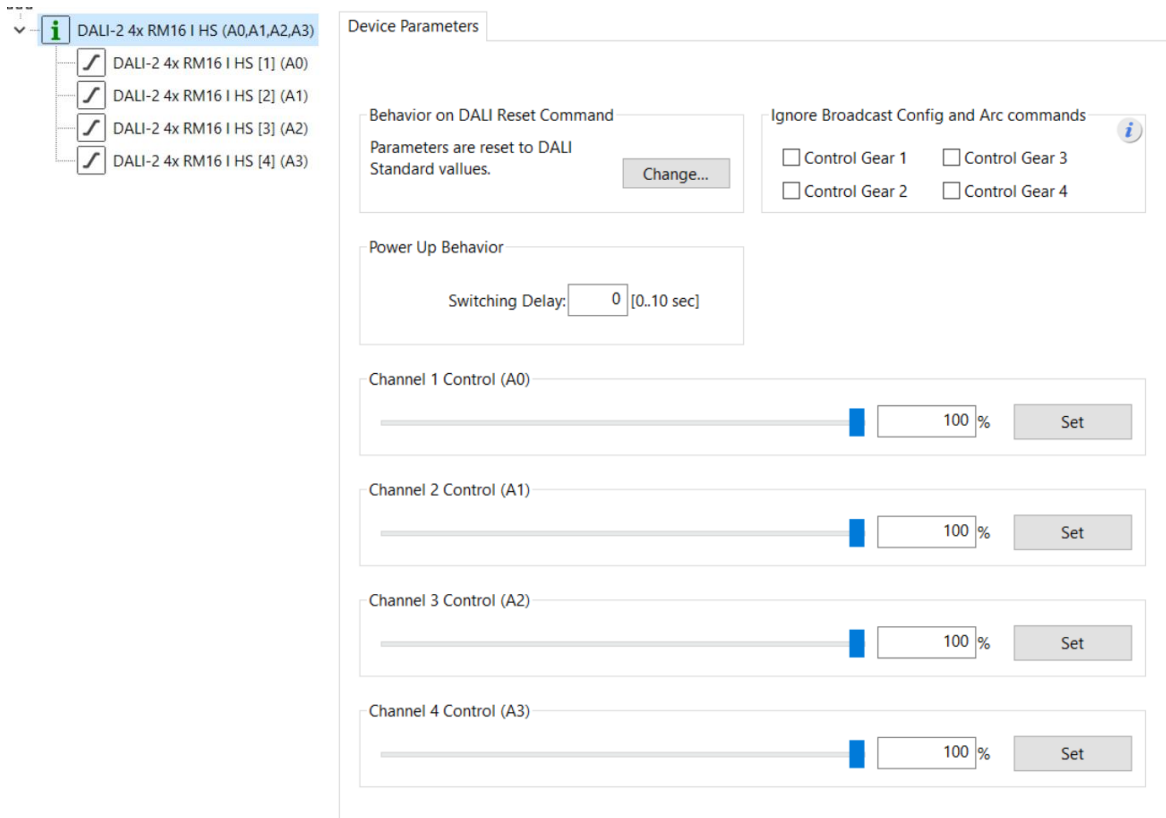 DALI-2 4x RM16 I HS (A0,A1,A2,A3)
DALI-2 4x RM16 I HS [1] (A0)
DALI-2 4x RM16 I HS [2] (A1)
DALI-2 4x RM16 I HS [3] (A2)
DALI-2 4x RM16 I HS [4] (A3)
Device Parameters
Behavior on DALI Reset Command
Parameters are reset to DALI
Standard vallues.
Change...
Ignore Broadcast Config and Arc commands
Control Gear 1
Control Gear 3
Control Gear 2
Control Gear 4
Power Up Behavior
Switching Delay: 0 [0..10 sec]
Channel 1 Control (A0)
100 % Set
Channel 2 Control (A1)
100 % Set
Channel 3 Control (A2)
100 % Set
Channel 4 Control (A3)
100 % Set